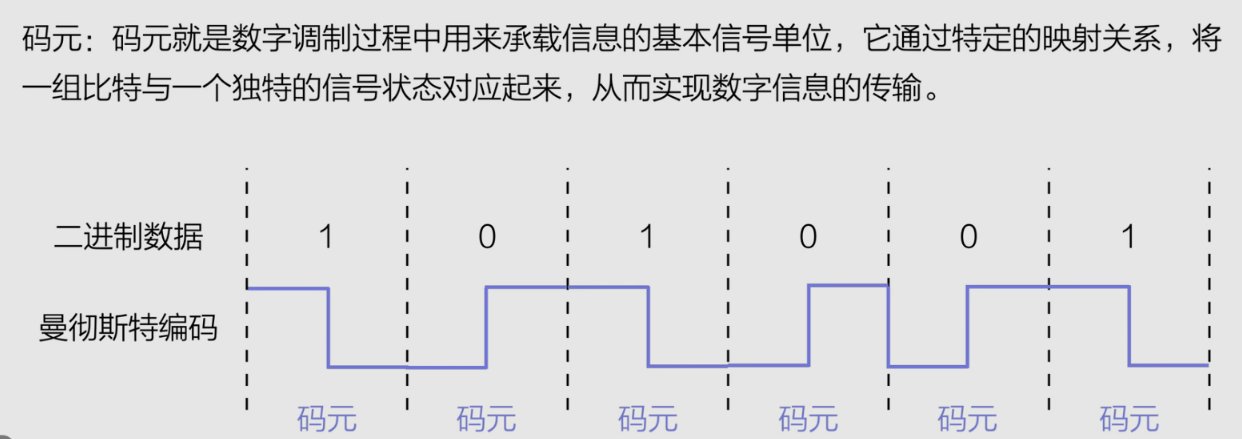 码元：码元就是数字调制过程中用来承载信息的基本信号单位，它通过特定的映射关系，将
一组比特与一个独特的信号状态对应起来，从而实现数字信息的传输。
二进制数据 1 0 1 0 0 1
曼彻斯特编码
码元 码元 码元 码元 码元 码元